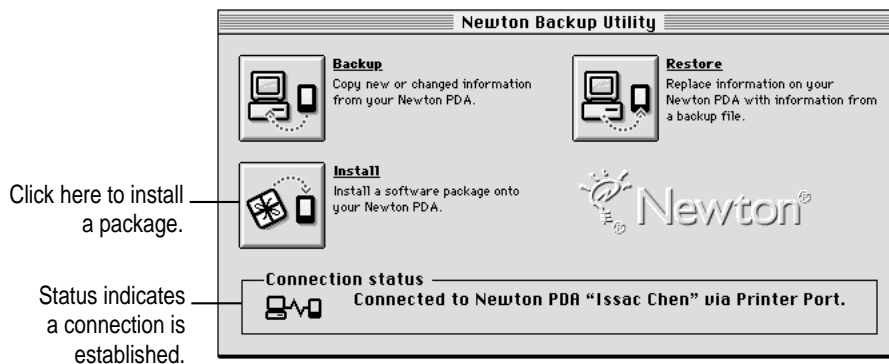 Newton Backup Utility
Backup
Copy new or changed information
from your Newton PDA.
Restore
Replace information on your
Newton PDA with information from
a backup file.
Click here to install
a package.
Install
Install a software package onto
your Newton PDA.
Newton®
Connection status
Connected to Newton PDA “Issac Chen” via Printer Port.
Status indicates
a connection is
established.